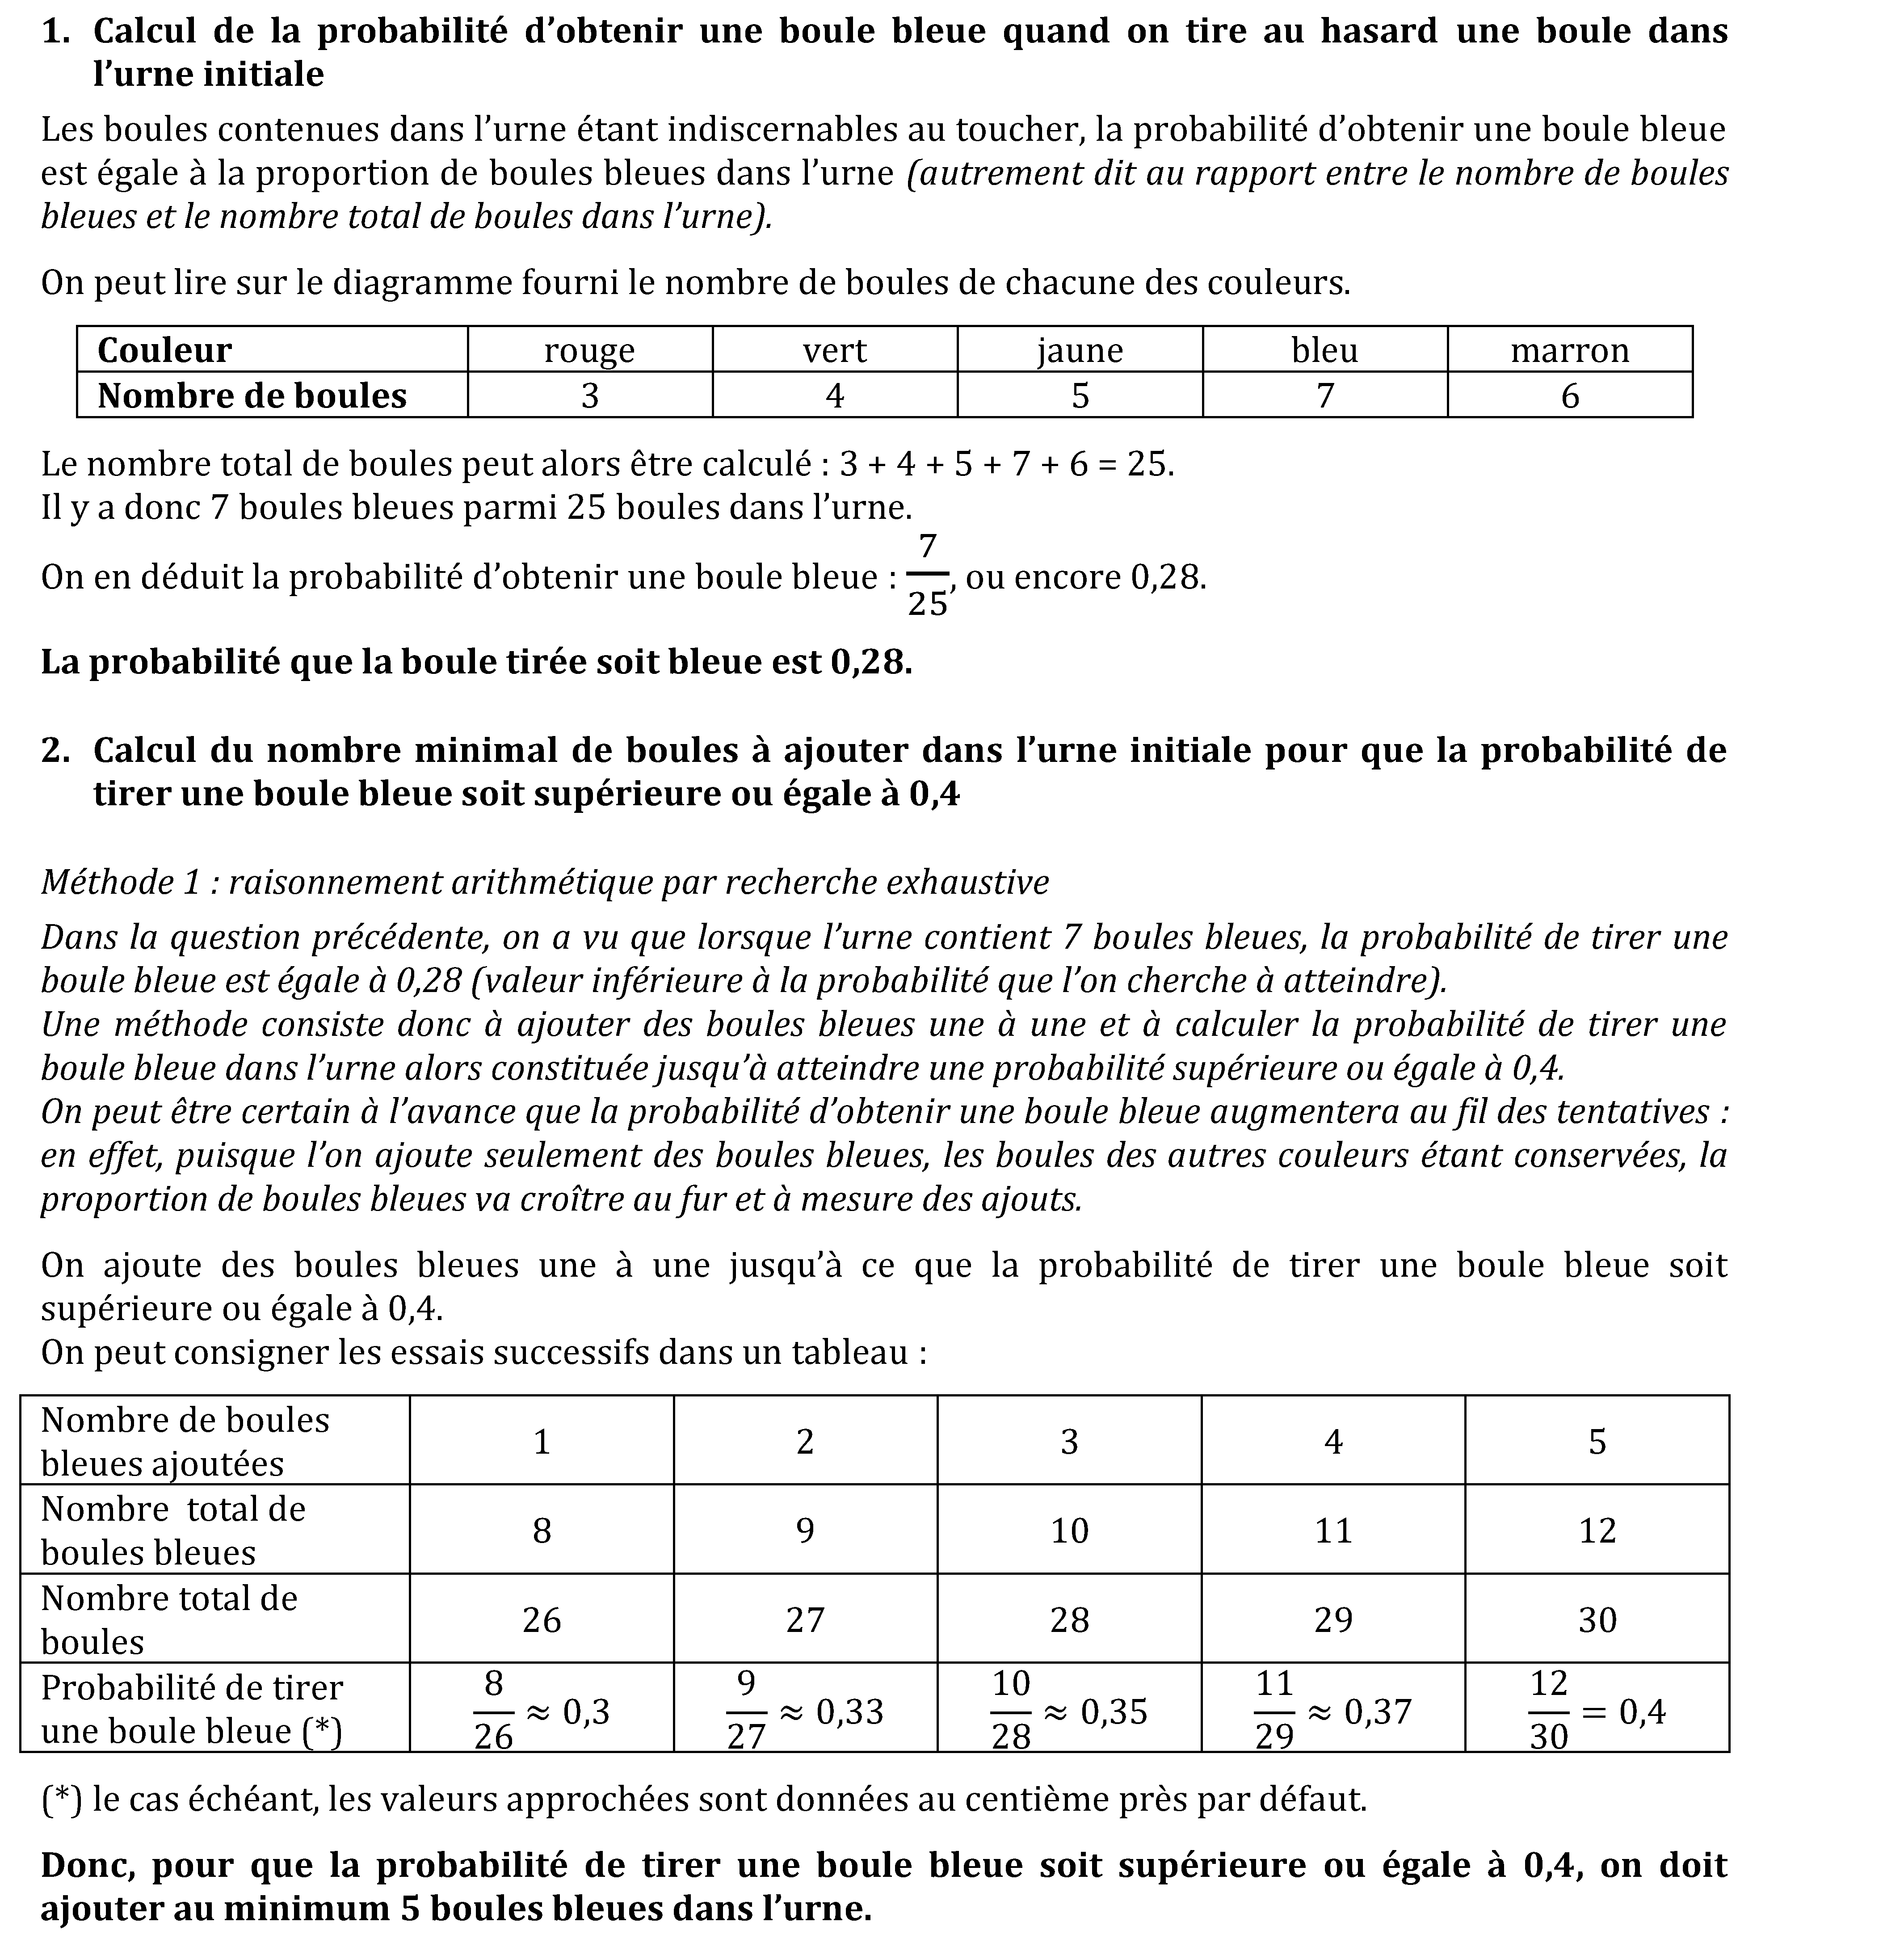 1. Calcul de la probabilité d’obtenir une boule bleue quand on tire au hasard une boule dans
l’urne initiale
Les boules contenues dans l’urne étant indiscernables au toucher, la probabilité d’obtenir une boule bleue
est égale à la proportion de boules bleues dans l’urne (autrement dit au rapport entre le nombre de boules
bleues et le nombre total de boules dans l’urne).
On peut lire sur le diagramme fourni le nombre de boules de chacune des couleurs.
Couleur rouge vert jaune bleu marron
Nombre de boules 3 4 5 7 6
Le nombre total de boules peut alors être calculé : 3 + 4 + 5 + 7 + 6 = 25.
Il y a donc 7 boules bleues parmi 25 boules dans l’urne.
On en déduit la probabilité d’obtenir une boule bleue : 7/25, ou encore 0,28.
La probabilité que la boule tirée soit bleue est 0,28.
2. Calcul du nombre minimal de boules à ajouter dans l’urne initiale pour que la probabilité de
tirer une boule bleue soit supérieure ou égale à 0,4
Méthode 1 : raisonnement arithmétique par recherche exhaustive
Dans la question précédente, on a vu que lorsque l’urne contient 7 boules bleues, la probabilité de tirer une
boule bleue est égale à 0,28 (valeur inférieure à la probabilité que l’on cherche à atteindre).
Une méthode consiste donc à ajouter des boules bleues une à une et à calculer la probabilité de tirer une
boule bleue dans l’urne alors constituée jusqu’à atteindre une probabilité supérieure ou égale à 0,4.
On peut être certain à l’avance que la probabilité d’obtenir une boule bleue augmentera au fil des tentatives :
en effet, puisque l’on ajoute seulement des boules bleues, les boules des autres couleurs étant conservées, la
proportion de boules bleues va croître au fur et à mesure des ajouts.
On ajoute des boules bleues une à une jusqu’à ce que la probabilité de tirer une boule bleue soit
supérieure ou égale à 0,4.
On peut consigner les essais successifs dans un tableau :
Nombre de boules
bleues ajoutées 1 2 3 4 5
Nombre total de
boules bleues 8 9 10 11 12
Nombre total de
boules 26 27 28 29 30
Probabilité de tirer
une boule bleue (*) 8/26 ≈ 0,3 9/27 ≈ 0,33 10/28 ≈ 0,35 11/29 ≈ 0,37 12/30 = 0,4
(*) le cas échéant, les valeurs approchées sont données au centième près par défaut.
Donc, pour que la probabilité de tirer une boule bleue soit supérieure ou égale à 0,4, on doit
ajouter au minimum 5 boules bleues dans l’urne.